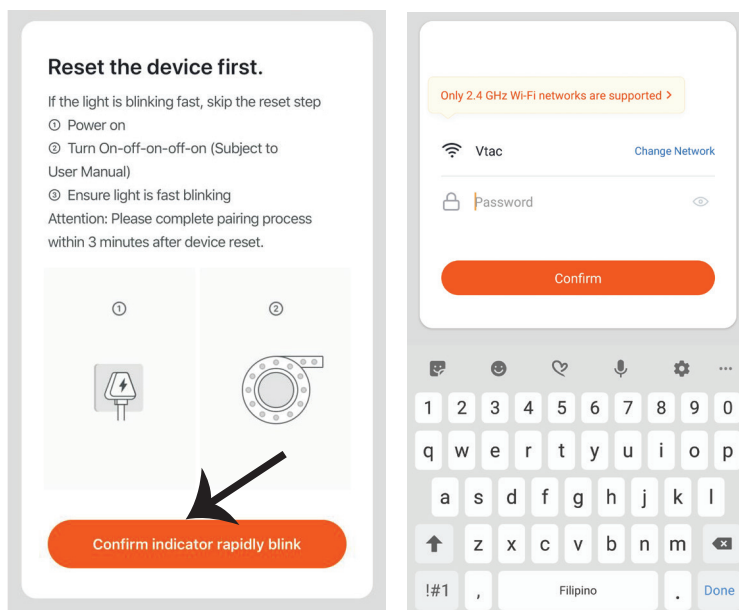 Reset the device first.
If the light is blinking fast, skip the reset step
① Power on
② Turn On-off-on-off-on (Subject to
User Manual)
③ Ensure light is fast blinking
Attention: Please complete pairing process
within 3 minutes after device reset.
① ②
Confirm indicator rapidly blink
Only 2.4 GHz Wi-Fi networks are supported >
Vtac Change Network
Password
Confirm
1 2 3 4 5 6 7 8 9 0
q w e r t y u i o p
a s d f g h j k l
z x c v b n m
!#1 , Filipino . Done